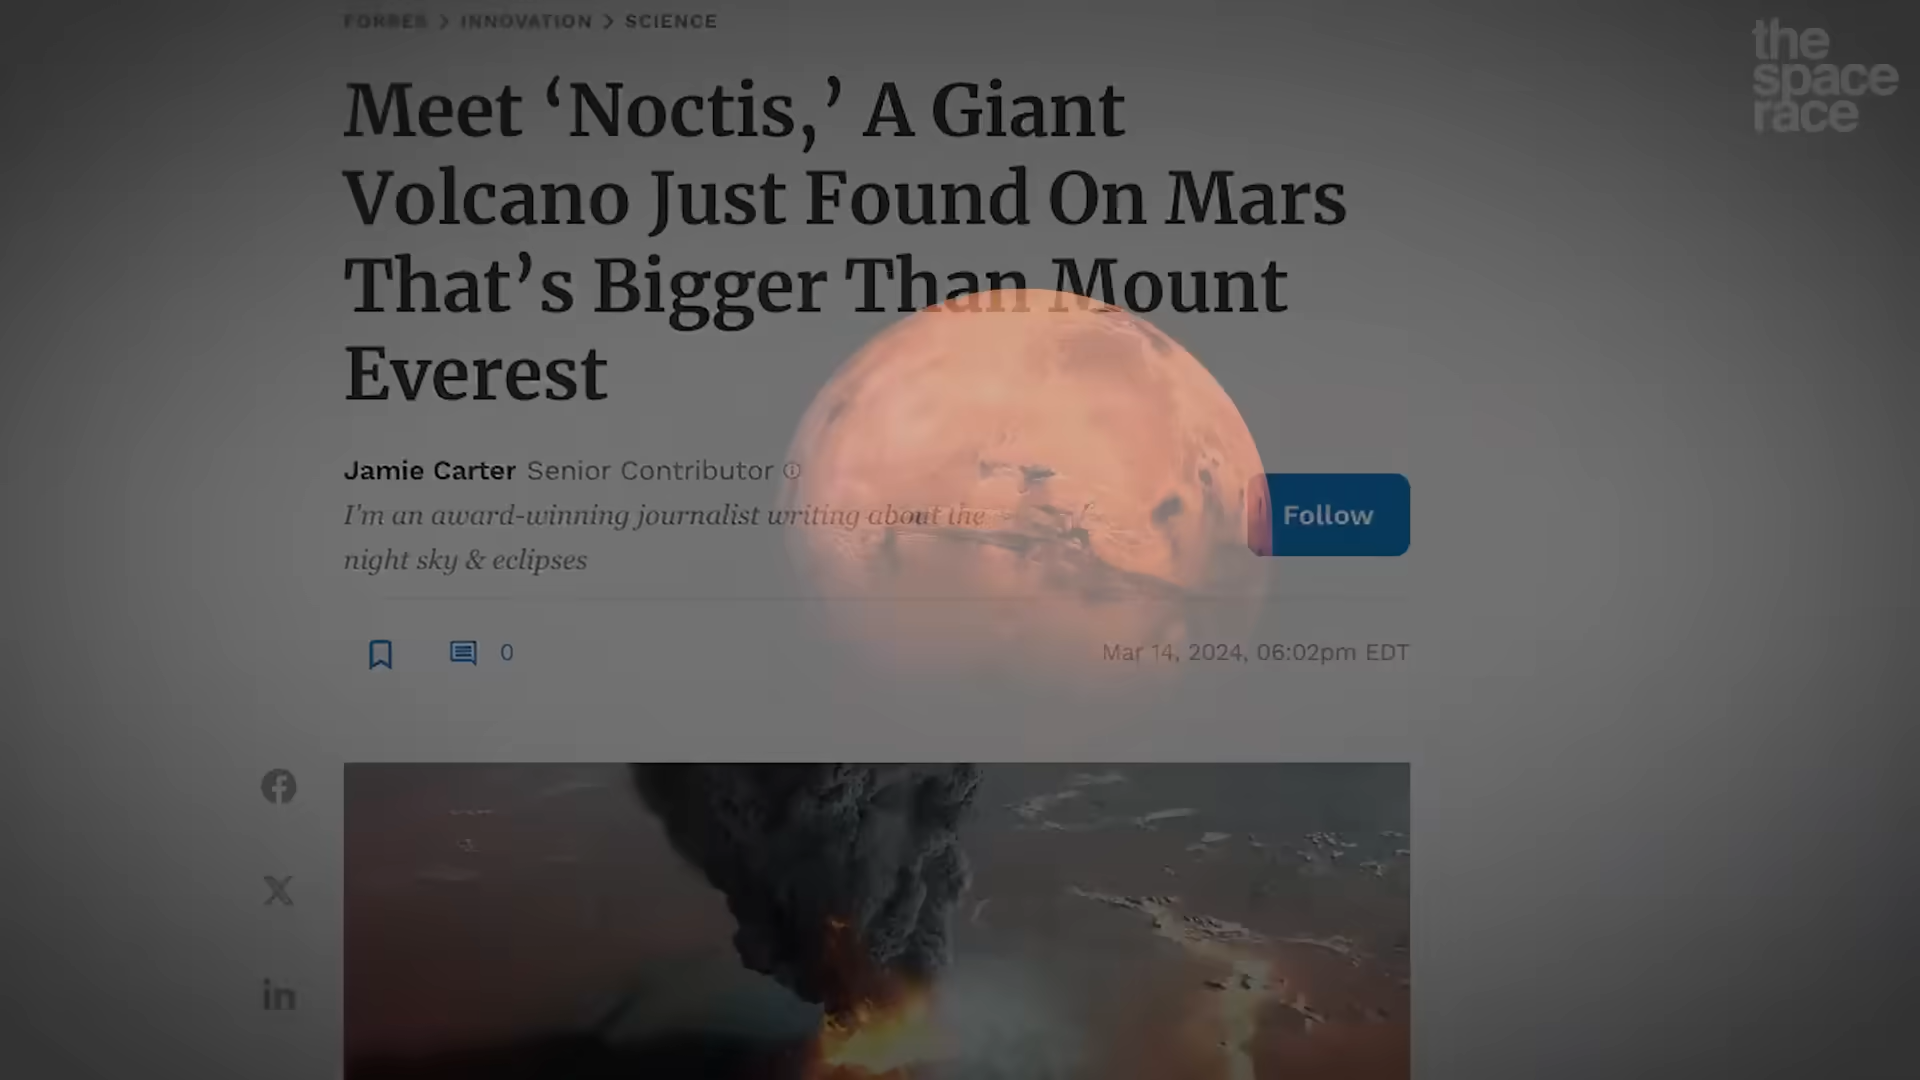 FORBES > INNOVATION > SCIENCE
the
space
race
Meet ‘Noctis,’ A Giant
Volcano Just Found On Mars
That’s Bigger Than Mount
Everest
Jamie Carter Senior Contributor
I'm an award-winning journalist writing about the
night sky & eclipses
Follow
0
Mar 14, 2024, 06:02pm EDT